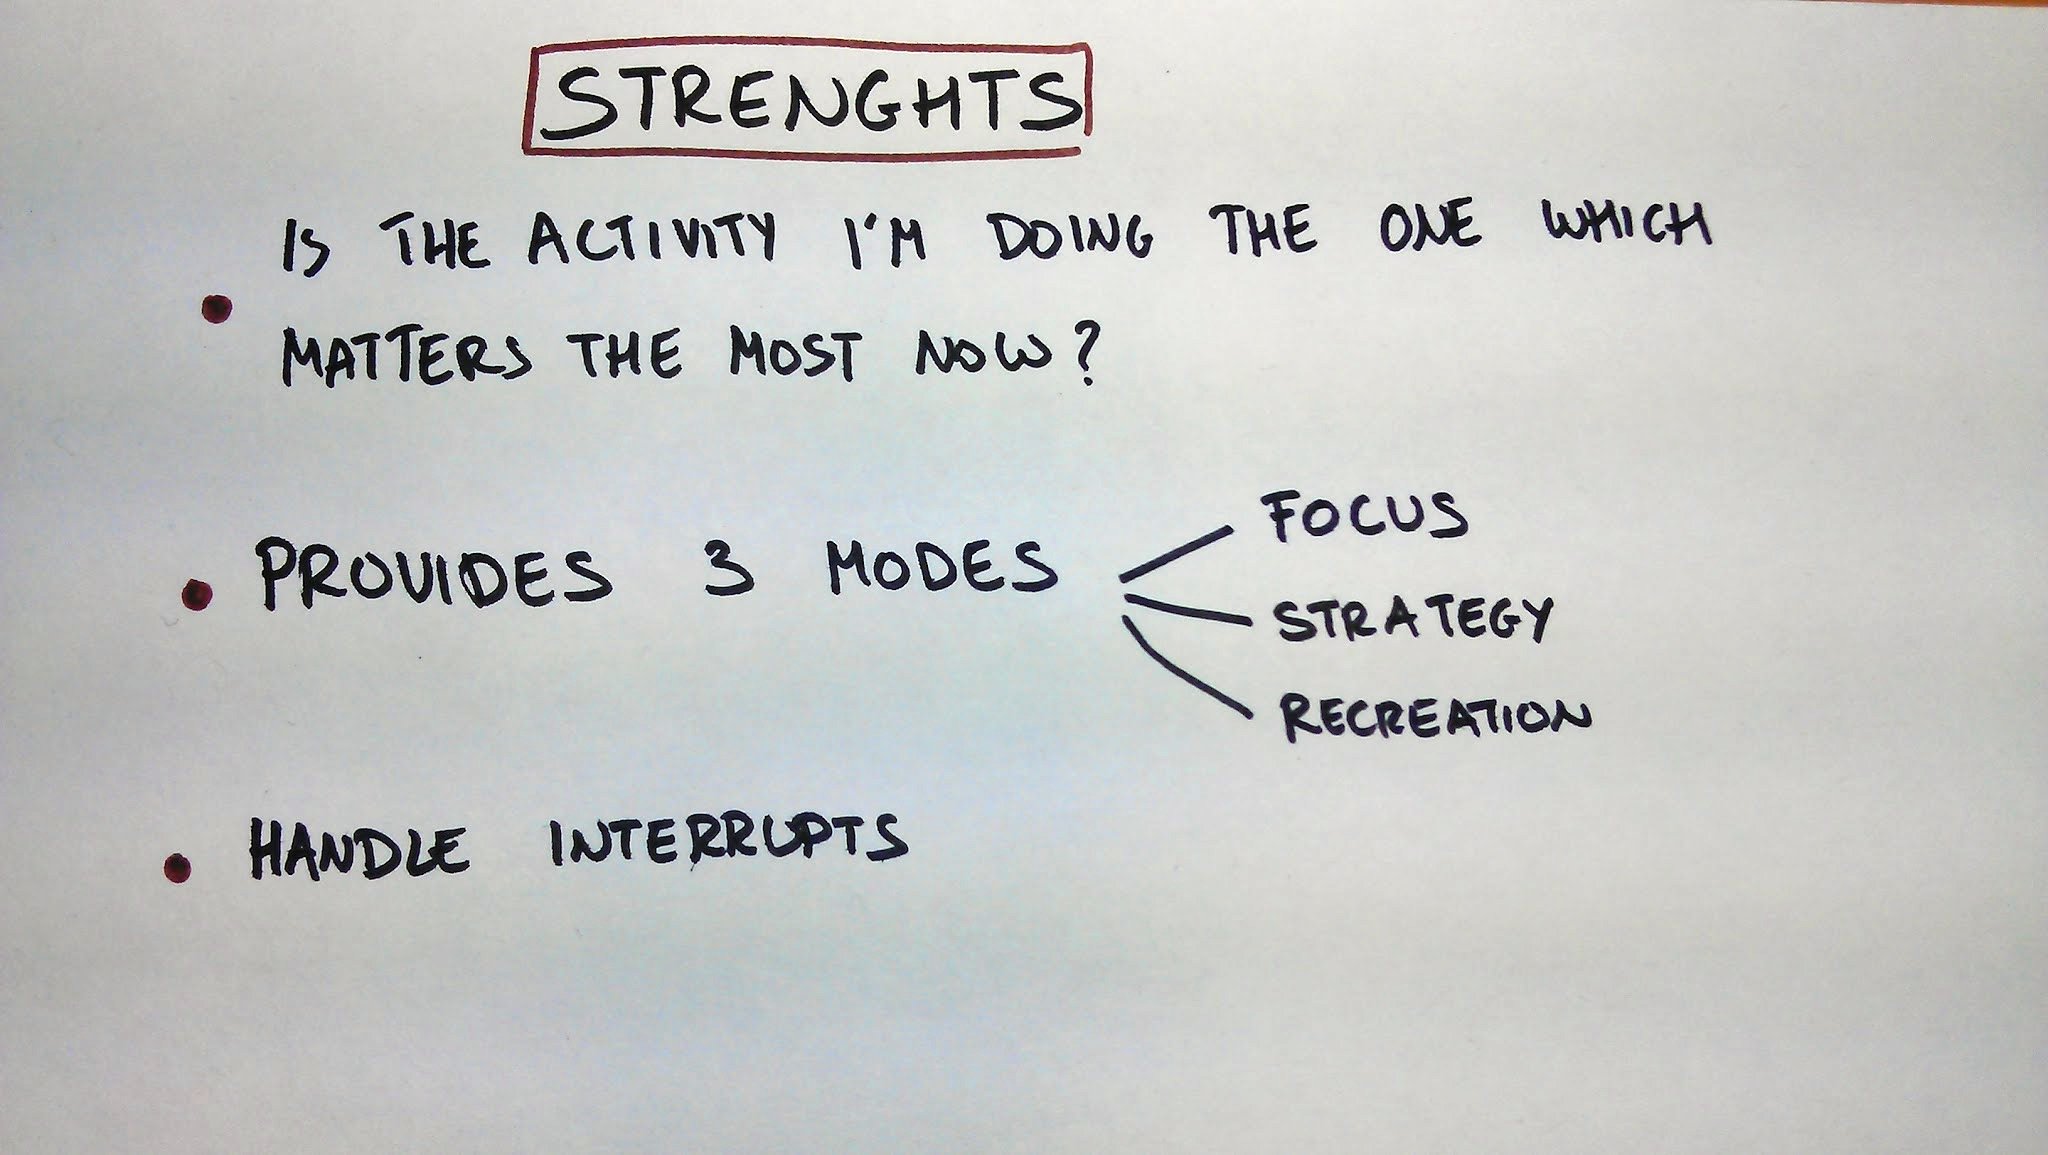 STRENGHTS
IS THE ACTIVITY I'M DOING THE ONE WHICH
MATTERS THE MOST NOW?
PROVIDES 3 MODES
FOCUS
STRATEGY
RECREATION
HANDLE INTERRUPTS